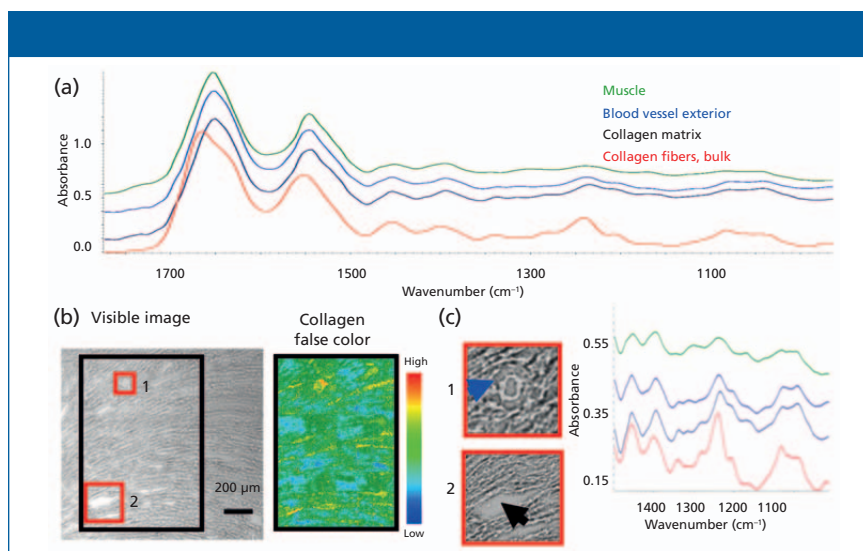 (a)
Muscle
Blood vessel exterior
Collagen matrix
Collagen fibers, bulk
Absorbance
1.0
0.5
0.0
1700 1500 1300 1100
Wavenumber (cm⁻¹)
(b) Visible image
Collagen
false color
High
Low
1
2
200 µm
(c)
1
2
Absorbance
0.55
0.35
0.15
1400 1300 1200 1100
Wavenumber (cm⁻¹)